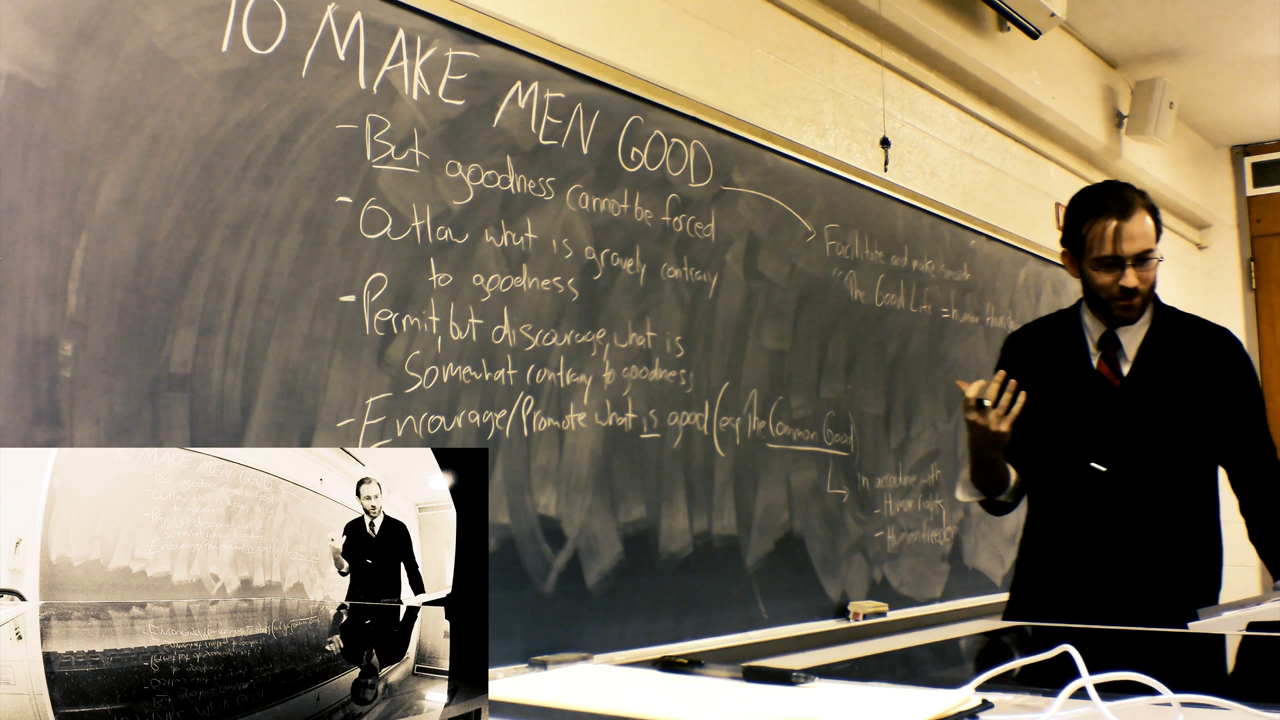 TO MAKE MEN GOOD
- But goodness cannot be forced
- Outlaw what is gravely contrary
to goodness
- Permit, but discourage, what is
Somewhat contrary to goodness
- Encourage/Promote what is good (esp. The Common Good)
Facilitate and make
"The Good Life = human
In accordance with
- Human rights
- Human